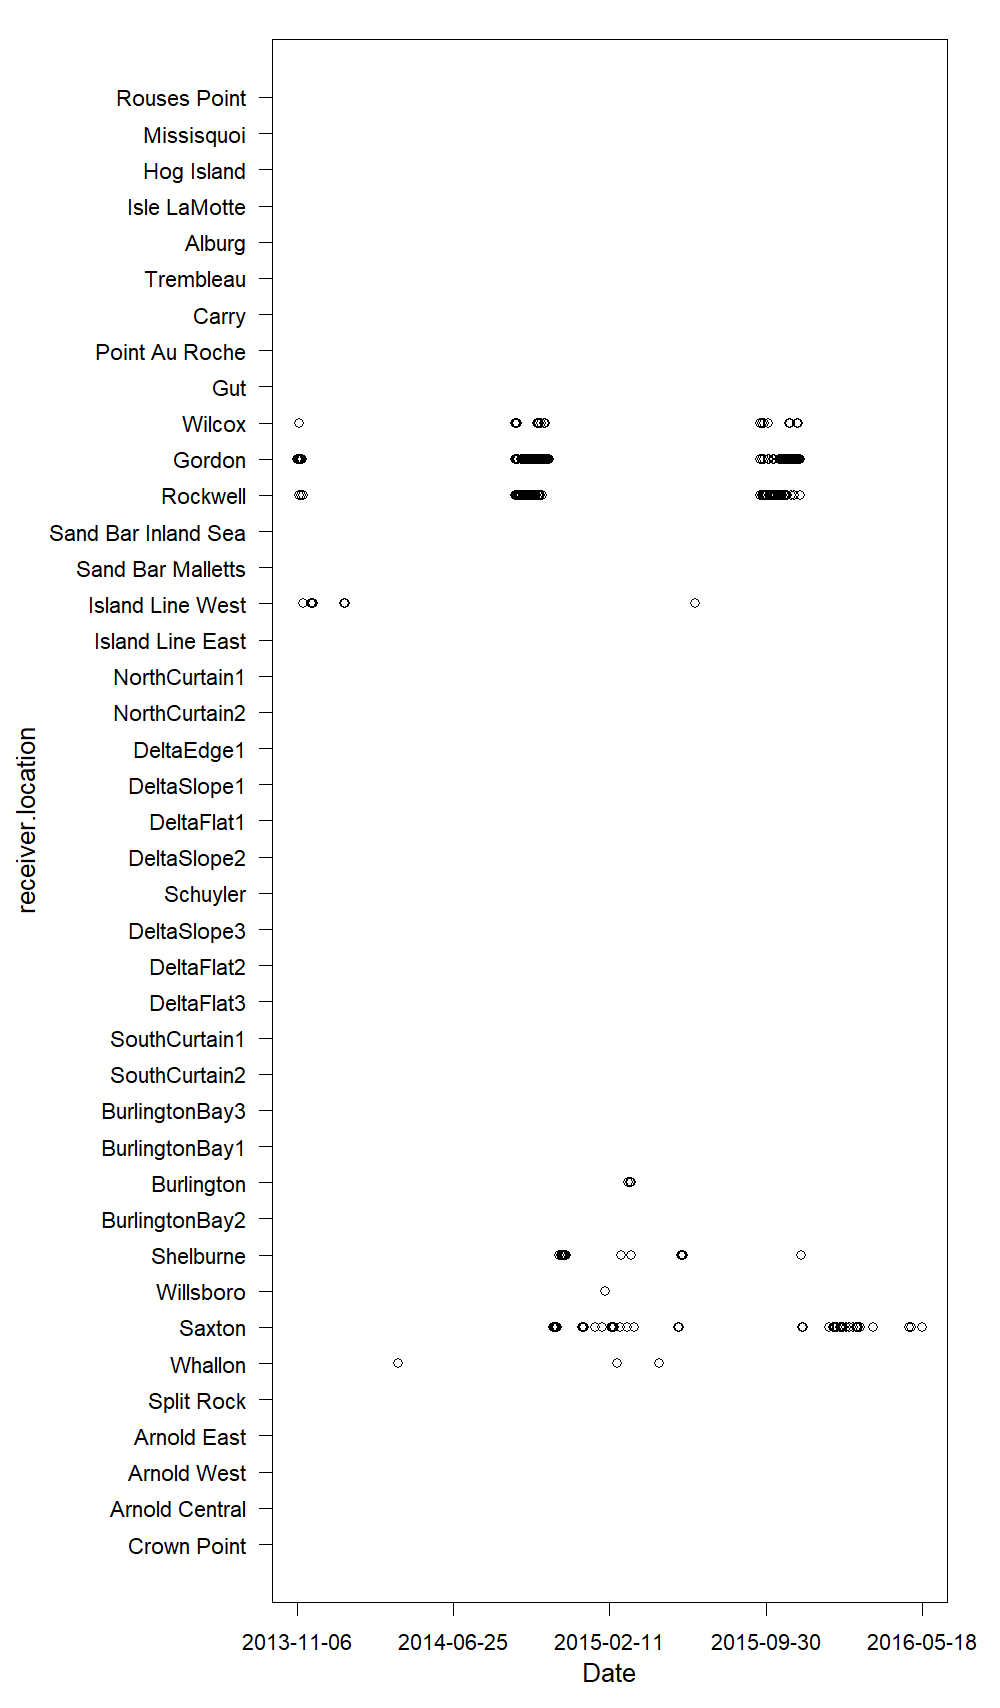 Rouses Point
Missisquoi
Hog Island
Isle LaMotte
Alburg
Trembleau
Carry
Point Au Roche
Gut
Wilcox
Gordon
Rockwell
Sand Bar Inland Sea
Sand Bar Malletts
Island Line West
Island Line East
NorthCurtain1
NorthCurtain2
DeltaEdge1
DeltaSlope1
DeltaFlat1
DeltaSlope2
Schuyler
DeltaSlope3
DeltaFlat2
DeltaFlat3
SouthCurtain1
SouthCurtain2
BurlingtonBay3
BurlingtonBay1
Burlington
BurlingtonBay2
Shelburne
Willsboro
Saxton
Whallon
Split Rock
Arnold East
Arnold West
Arnold Central
Crown Point
receiver.location
2013-11-06 2014-06-25 2015-02-11 2015-09-30 2016-05-18
Date